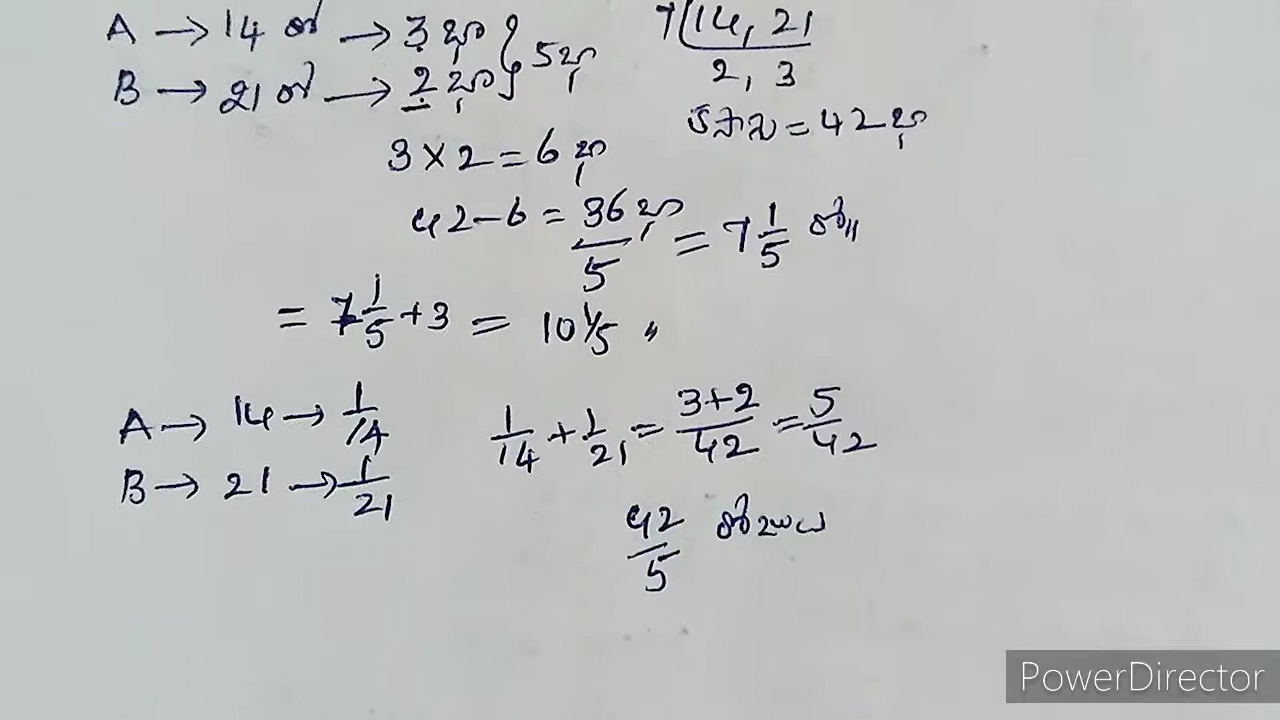 A → 14 రో → 3 భా } 5భా 7(14, 21
B → 21 రో → 2 భా 2, 3
కసాగు = 42 భా
3 × 2 = 6 భా
42 – 6 = 36 భా / 5 = 7 1/5 రో॥
= 7 1/5 + 3 = 10 1/5 〃
A → 14 → 1/14 1/14 + 1/21 = 3+2/42 = 5/42
B → 21 → 1/21
42/5 రోజులు
PowerDirector